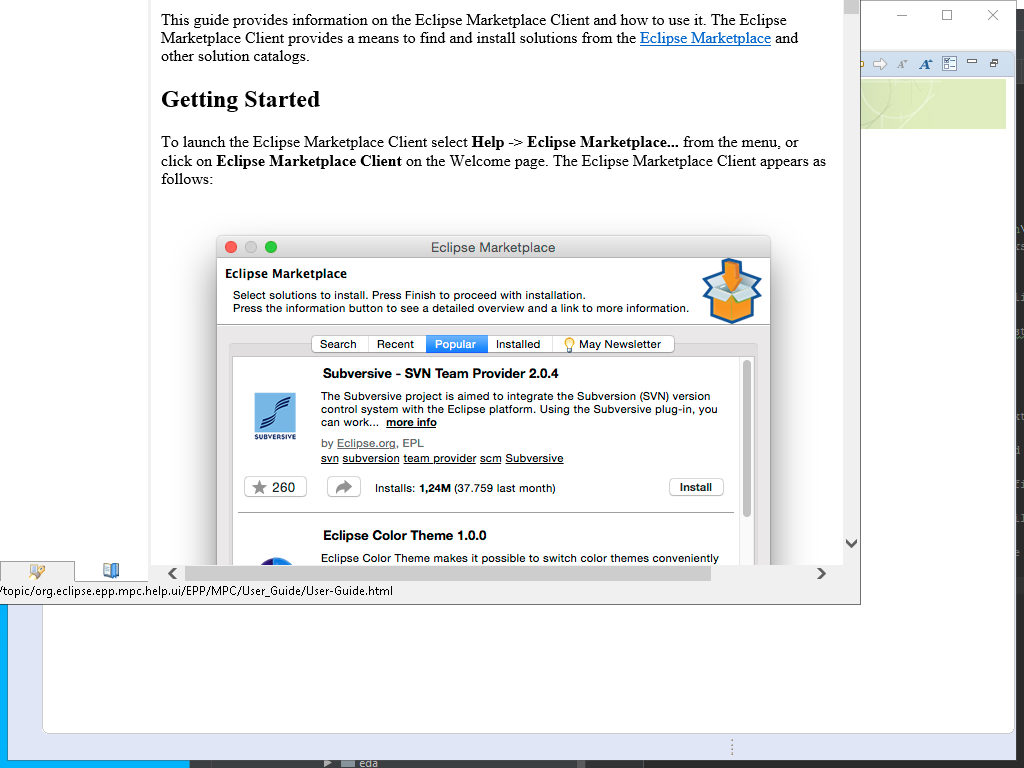 This guide provides information on the Eclipse Marketplace Client and how to use it. The Eclipse
Marketplace Client provides a means to find and install solutions from the Eclipse Marketplace and
other solution catalogs.
Getting Started
To launch the Eclipse Marketplace Client select Help -> Eclipse Marketplace... from the menu, or
click on Eclipse Marketplace Client on the Welcome page. The Eclipse Marketplace Client appears as
follows:
Eclipse Marketplace
Eclipse Marketplace
Select solutions to install. Press Finish to proceed with installation.
Press the information button to see a detailed overview and a link to more information.
Search Recent Popular Installed May Newsletter
Subversive - SVN Team Provider 2.0.4
The Subversive project is aimed to integrate the Subversion (SVN) version
control system with the Eclipse platform. Using the Subversive plug-in, you
can work... more info
SUBVERSIVE
by Eclipse.org, EPL
svn subversion team provider scm Subversive
260 Installs: 1,24M (37.759 last month) Install
Eclipse Color Theme 1.0.0
Eclipse Color Theme makes it possible to switch color themes conveniently
/topic/org.eclipse.epp.mpc.help.ui/EPP/MPC/User_Guide/User-Guide.html
eda